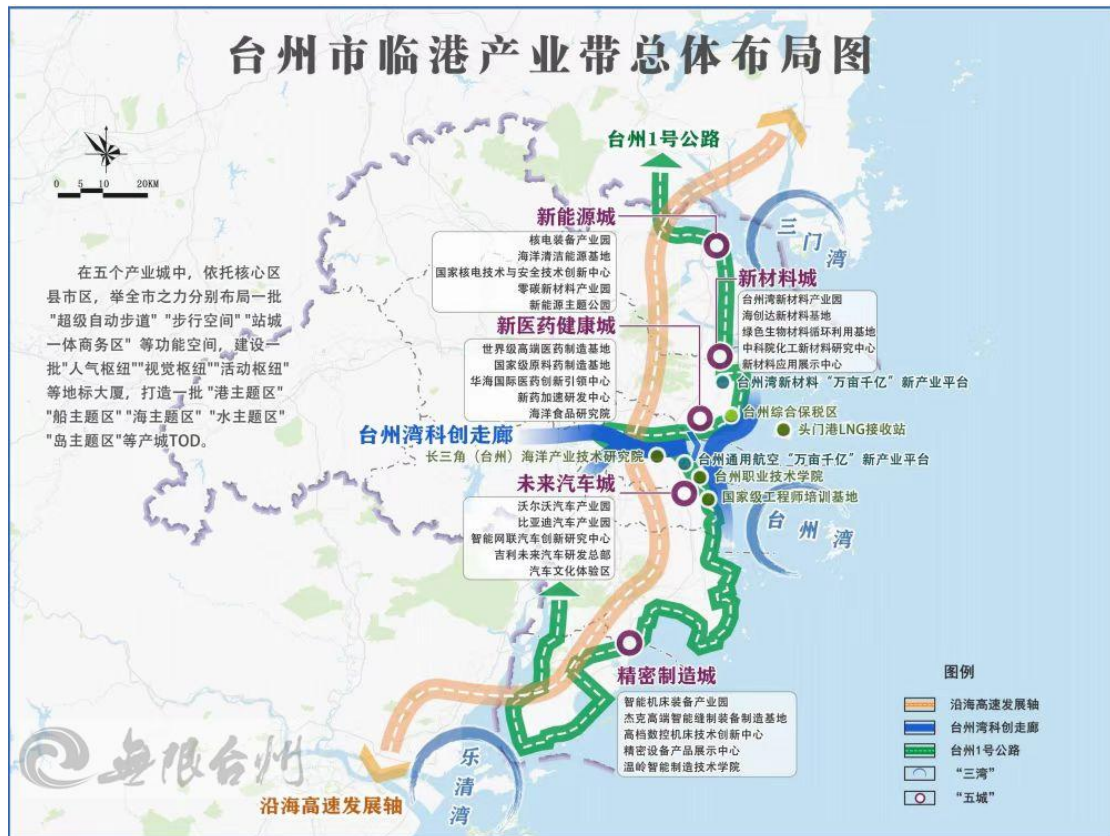 台州市临港产业带总体布局图
0 5 10 20KM
在五个产业城中，依托核心区
县市区，举全市之力分别布局一批
"超级自动步道" "步行空间" "站城
一体商务区" 等功能空间，建设一
批"人气枢纽""视觉枢纽""活动枢纽"
等地标大厦，打造一批 "港主题区"
"船主题区" "海主题区" "水主题区"
"岛主题区"等产城TOD。
台州1号公路
三门湾
新能源城
核电装备产业园
海洋清洁能源基地
国家核电技术与安全技术创新中心
零碳新材料产业园
新能源主题公园
新材料城
台州湾新材料产业园
海创达新材料基地
绿色生物材料循环利用基地
中科院化工新材料研究中心
新材料应用展示中心
新医药健康城
世界级高端医药制造基地
国家级原料药制造基地
华海国际医药创新引领中心
新药加速研发中心
海洋食品研究院
台州湾新材料 "万亩千亿" 新产业平台
台州综合保税区
头门港LNG接收站
台州湾科创走廊
长三角（台州）海洋产业技术研究院
台州通用航空 "万亩千亿" 新产业平台
台州职业技术学院
国家级工程师培训基地
台州湾
未来汽车城
沃尔沃汽车产业园
比亚迪汽车产业园
智能网联汽车创新研究中心
吉利未来汽车研发总部
汽车文化体验区
精密制造城
智能机床装备产业园
杰克高端智能缝制装备制造基地
高档数控机床技术创新中心
精密设备产品展示中心
温岭智能制造技术学院
乐清湾
沿海高速发展轴
無限台州
图例
沿海高速发展轴
台州湾科创走廊
台州1号公路
"三湾"
"五城"